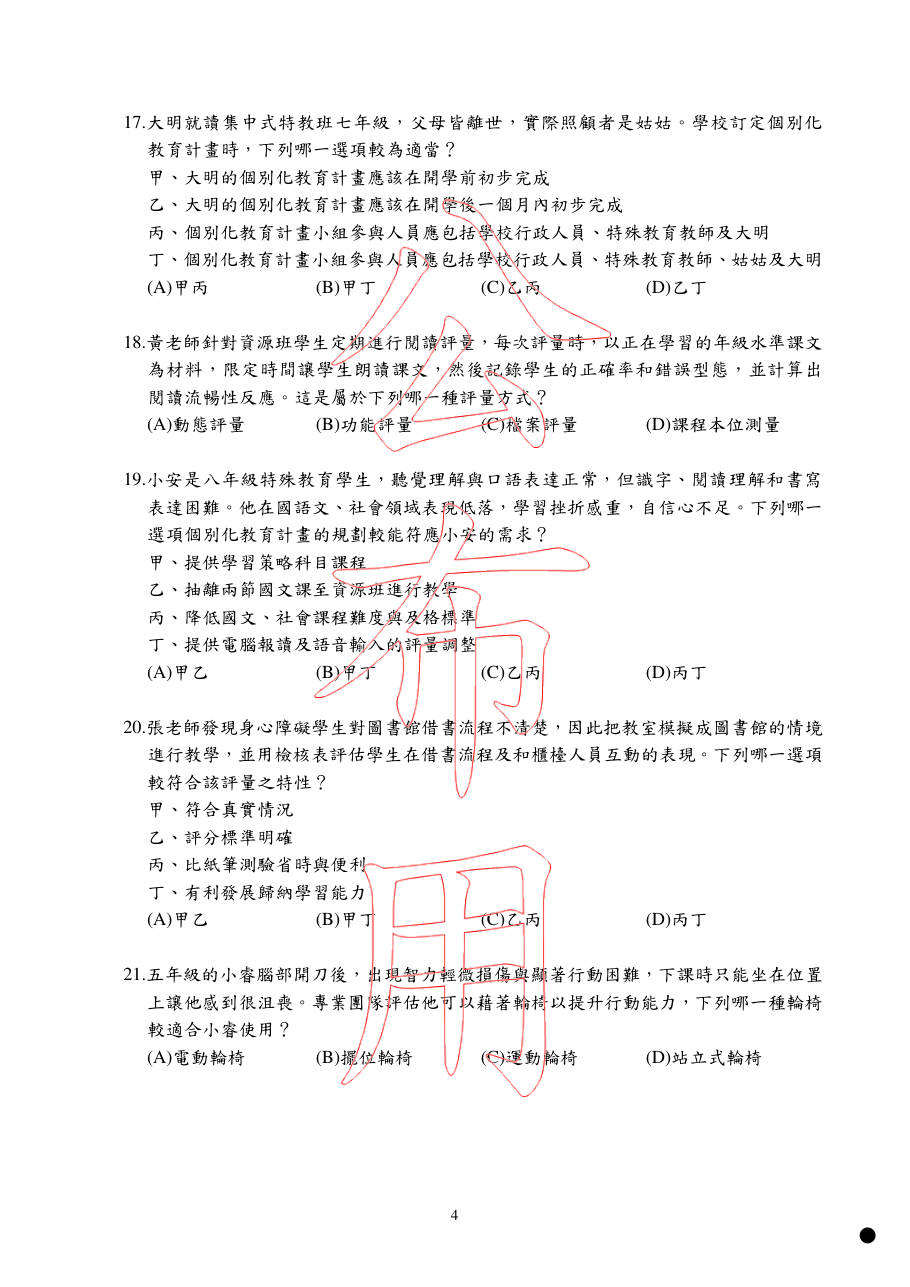 17.大明就讀集中式特教班七年級，父母皆離世，實際照顧者是姑姑。學校訂定個別化
教育計畫時，下列哪一選項較為適當？
甲、大明的個別化教育計畫應該在開學前初步完成
乙、大明的個別化教育計畫應該在開學後一個月內初步完成
丙、個別化教育計畫小組參與人員應包括學校行政人員、特殊教育教師及大明
丁、個別化教育計畫小組參與人員應包括學校行政人員、特殊教育教師、姑姑及大明
(A)甲丙 (B)甲丁 (C)乙丙 (D)乙丁
18.黃老師針對資源班學生定期進行閱讀評量，每次評量時，以正在學習的年級水準課文
為材料，限定時間讓學生朗讀課文，然後記錄學生的正確率和錯誤型態，並計算出
閱讀流暢性反應。這是屬於下列哪一種評量方式？
(A)動態評量 (B)功能評量 (C)檔案評量 (D)課程本位測量
19.小安是八年級特殊教育學生，聽覺理解與口語表達正常，但識字、閱讀理解和書寫
表達困難。他在國語文、社會領域表現低落，學習挫折感重，自信心不足。下列哪一
選項個別化教育計畫的規劃較能符應小安的需求？
甲、提供學習策略科目課程
乙、抽離兩節國文課至資源班進行教學
丙、降低國文、社會課程難度與及格標準
丁、提供電腦報讀及語音輸入的評量調整
(A)甲乙 (B)甲丁 (C)乙丙 (D)丙丁
20.張老師發現身心障礙學生對圖書館借書流程不清楚，因此把教室模擬成圖書館的情境
進行教學，並用檢核表評估學生在借書流程及和櫃檯人員互動的表現。下列哪一選項
較符合該評量之特性？
甲、符合真實情況
乙、評分標準明確
丙、比紙筆測驗省時與便利
丁、有利發展歸納學習能力
(A)甲乙 (B)甲丁 (C)乙丙 (D)丙丁
21.五年級的小睿腦部開刀後，出現智力輕微損傷與顯著行動困難，下課時只能坐在位置
上讓他感到很沮喪。專業團隊評估他可以藉著輪椅以提升行動能力，下列哪一種輪椅
較適合小睿使用？
(A)電動輪椅 (B)擺位輪椅 (C)運動輪椅 (D)站立式輪椅
公布用
4